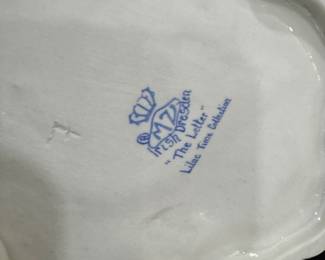 MZ
Irish Dresden
"The Letter"
Lilac Time Collection